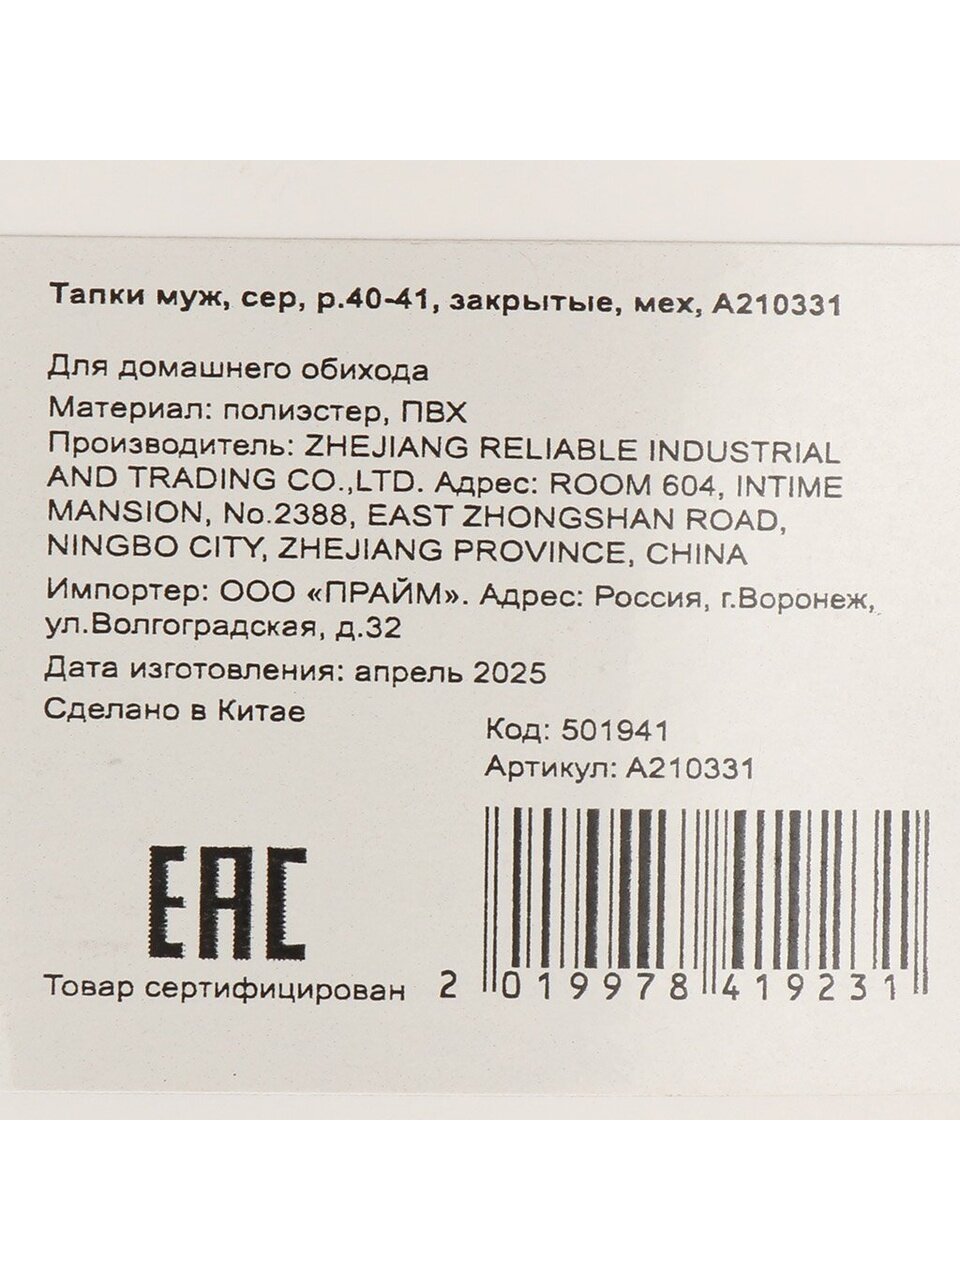 Тапки муж, сер, р.40-41, закрытые, мех, А210331
Для домашнего обихода
Материал: полиэстер, ПВХ
Производитель: ZHEJIANG RELIABLE INDUSTRIAL
AND TRADING CO.,LTD. Адрес: ROOM 604, INTIME
MANSION, No.2388, EAST ZHONGSHAN ROAD,
NINGBO CITY, ZHEJIANG PROVINCE, CHINA
Импортер: ООО «ПРАЙМ». Адрес: Россия, г.Воронеж,
ул.Волгоградская, д.32
Дата изготовления: апрель 2025
Сделано в Китае
Код: 501941
Артикул: А210331
EAC
Товар сертифицирован
2 019978 419231